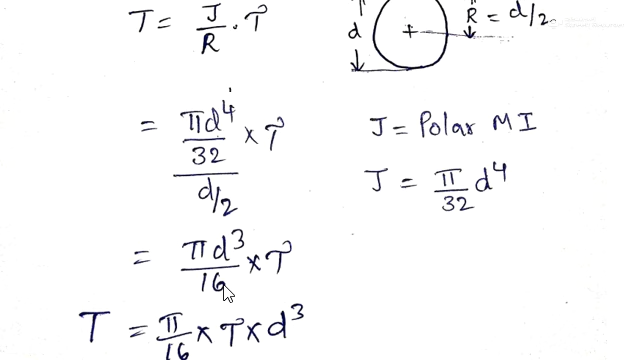 T = J/R · τ
d
R = d/2
= πd⁴/32 / d/2 × τ
J = Polar MI
J = π/32 d⁴
= πd³/16 × τ
T = π/16 × τ × d³